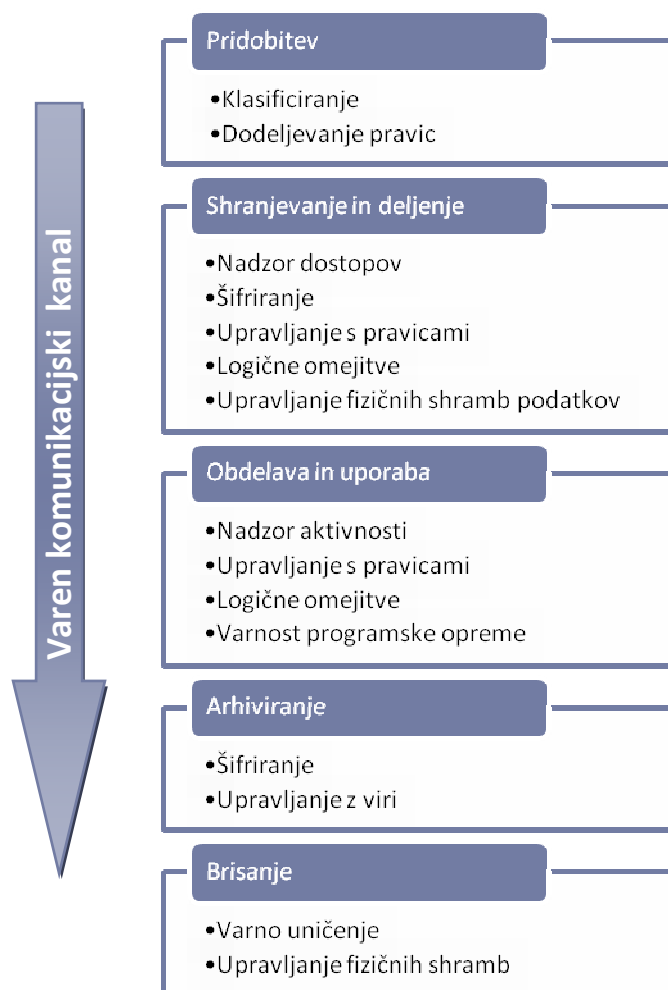 Varen komunikacijski kanal
Pridobitev
•Klasificiranje
•Dodeljevanje pravic
Shranjevanje in deljenje
•Nadzor dostopov
•Šifriranje
•Upravljanje s pravicami
•Logične omejitve
•Upravljanje fizičnih shramb podatkov
Obdelava in uporaba
•Nadzor aktivnosti
•Upravljanje s pravicami
•Logične omejitve
•Varnost programske opreme
Arhiviranje
•Šifriranje
•Upravljanje z viri
Brisanje
•Varno uničenje
•Upravljanje fizičnih shramb